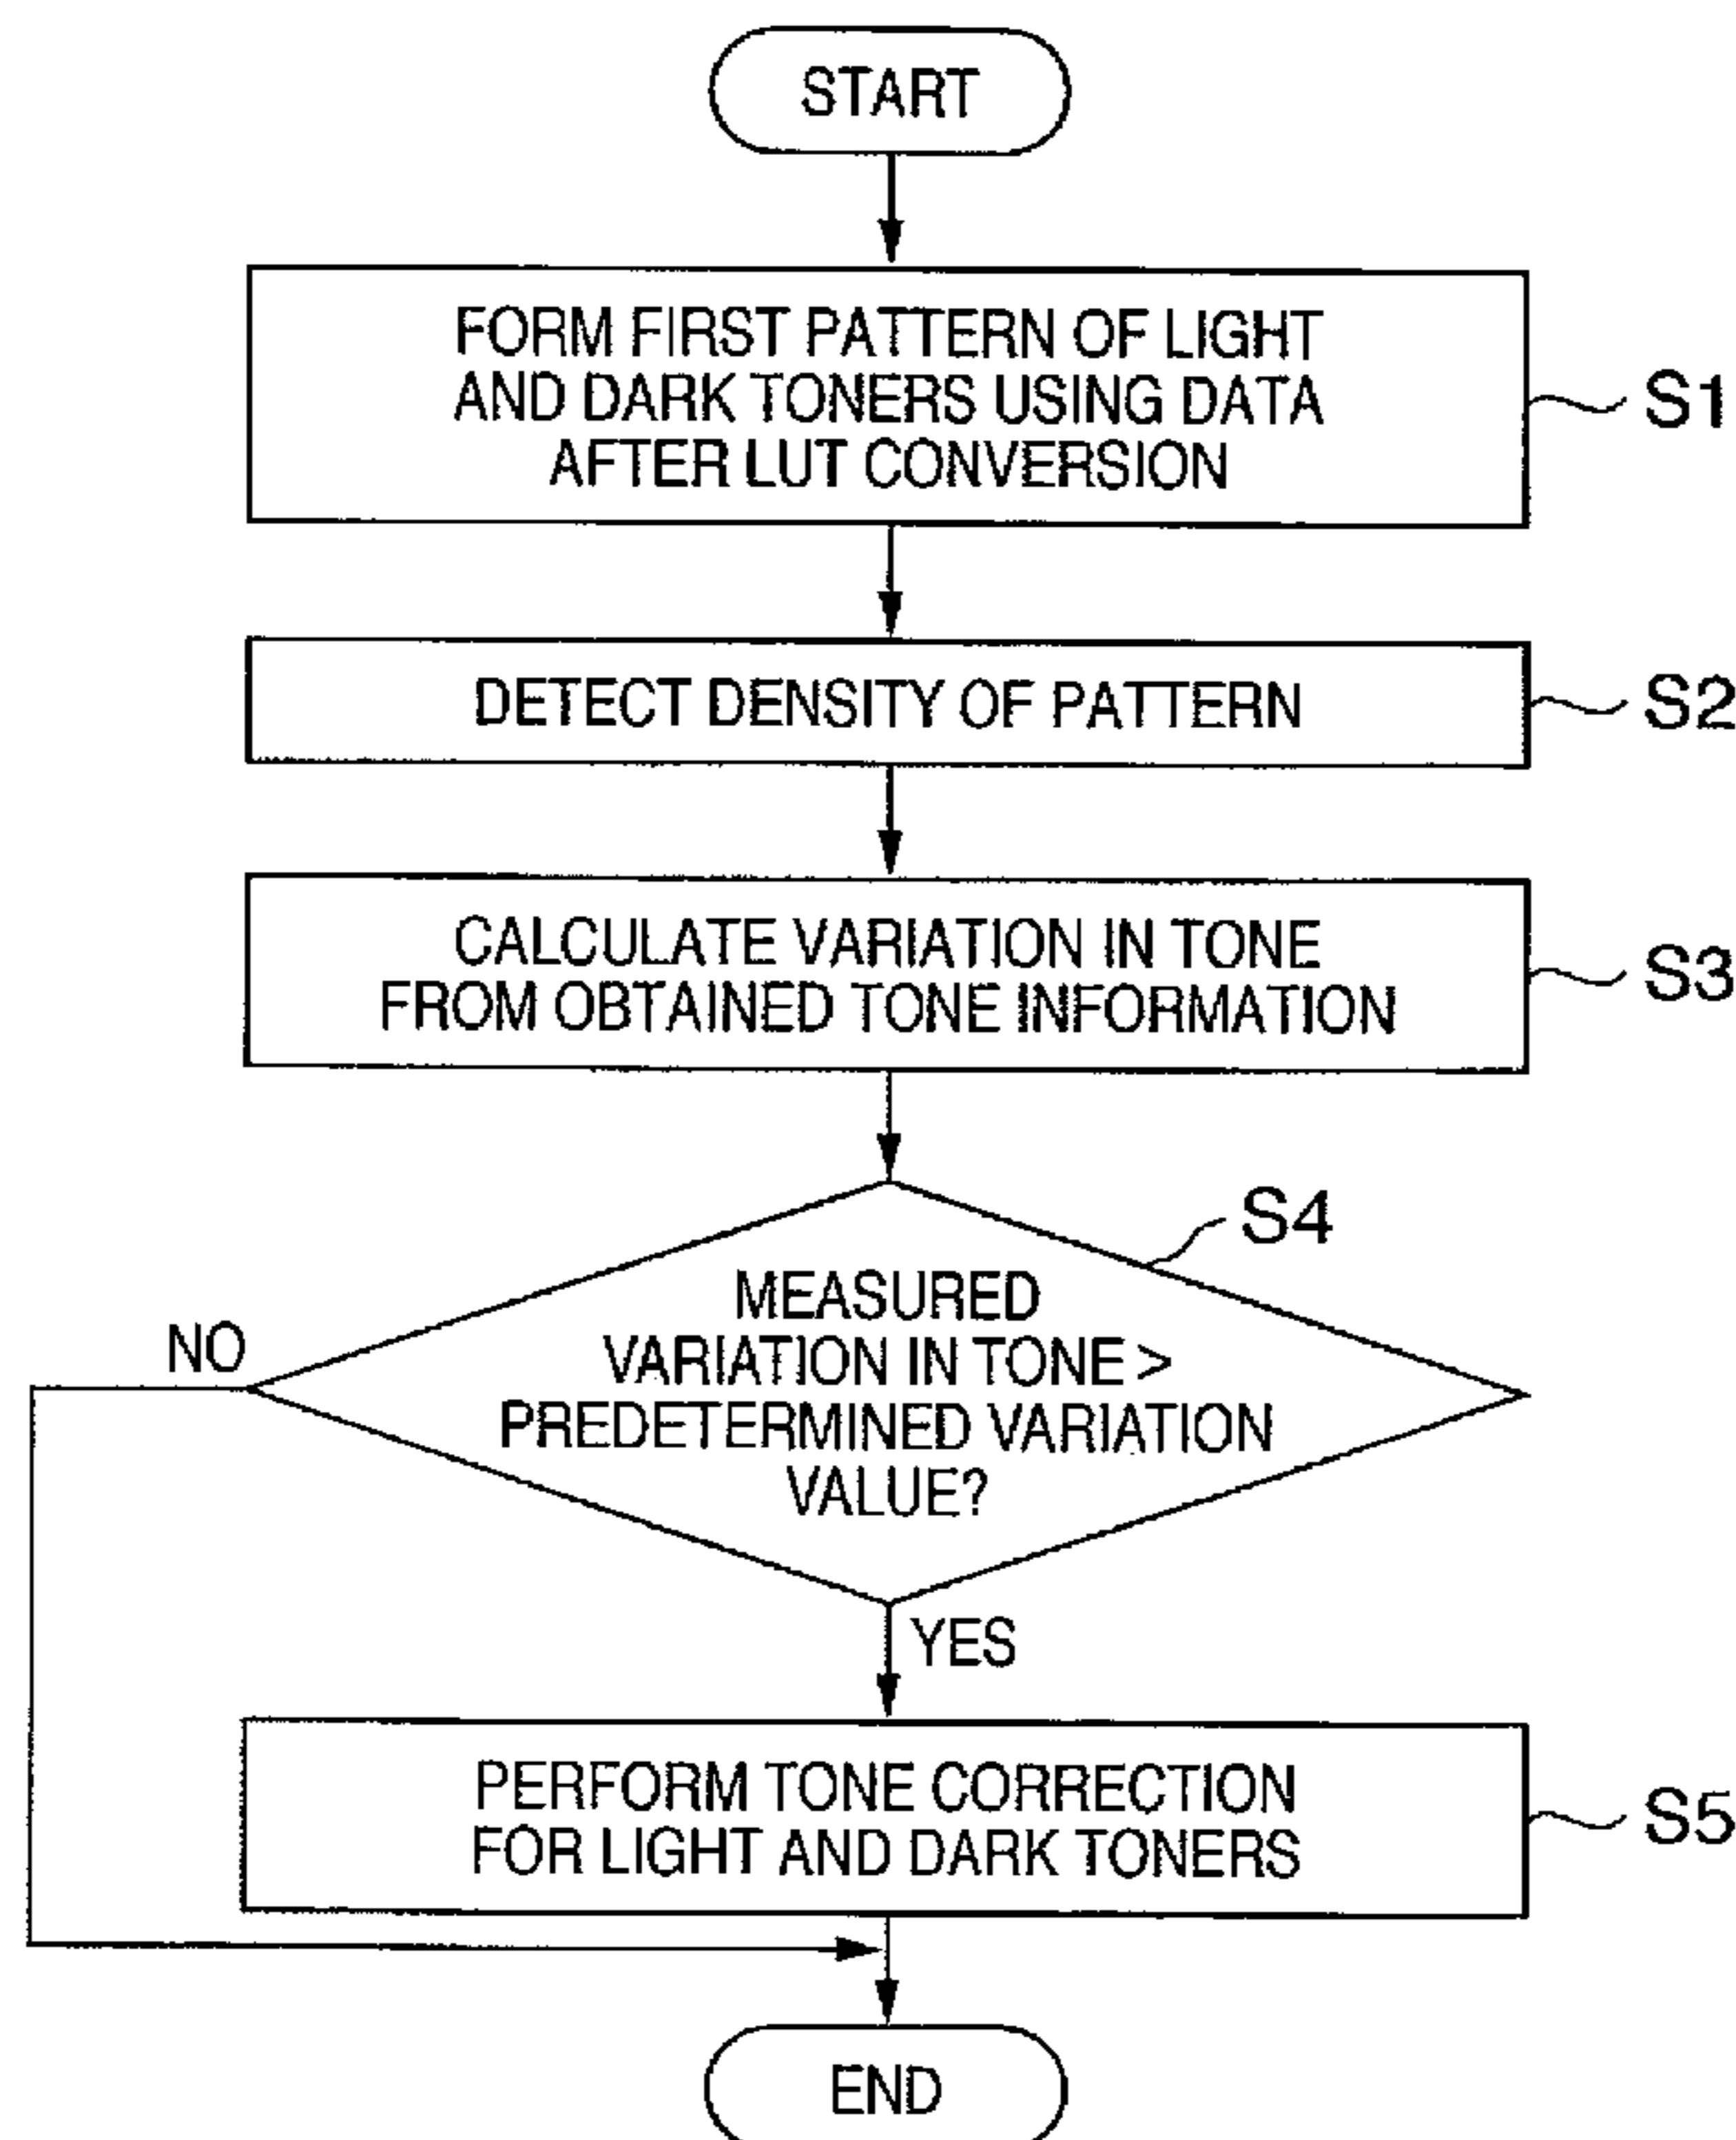 START
FORM FIRST PATTERN OF LIGHT
AND DARK TONERS USING DATA
AFTER LUT CONVERSION
S1
DETECT DENSITY OF PATTERN
S2
CALCULATE VARIATION IN TONE
FROM OBTAINED TONE INFORMATION
S3
S4
MEASURED
VARIATION IN TONE >
PREDETERMINED VARIATION
VALUE?
NO
YES
PERFORM TONE CORRECTION
FOR LIGHT AND DARK TONERS
S5
END